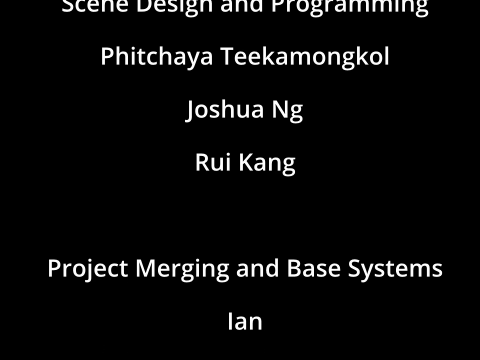 Scene Design and Programming
Phitchaya Teekamongkol
Joshua Ng
Rui Kang
Project Merging and Base Systems
Ian